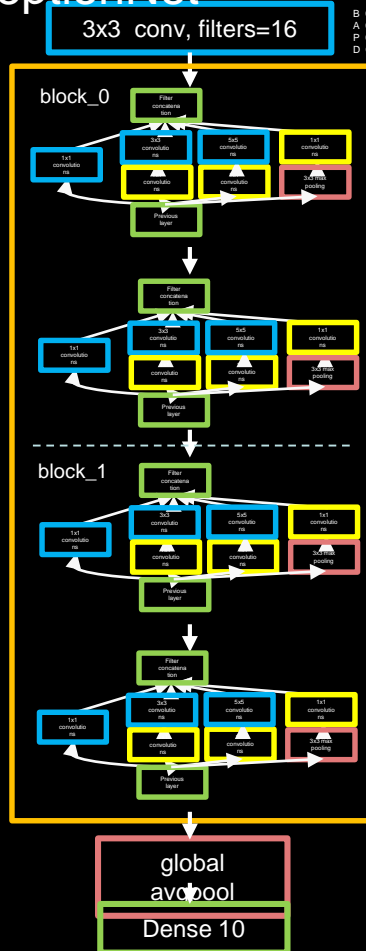 3x3 conv, filters=16
B
A
P
D
block_0
Filter
concatena
tion
1x1
convolutio
ns
3x3
convolutio
ns
5x5
convolutio
ns
1x1
convolutio
ns
convolutio
ns
convolutio
ns
3x3 max
pooling
Previous
layer
Filter
concatena
tion
1x1
convolutio
ns
3x3
convolutio
ns
5x5
convolutio
ns
1x1
convolutio
ns
convolutio
ns
convolutio
ns
3x3 max
pooling
Previous
layer
block_1
Filter
concatena
tion
1x1
convolutio
ns
3x3
convolutio
ns
5x5
convolutio
ns
1x1
convolutio
ns
convolutio
ns
convolutio
ns
3x3 max
pooling
Previous
layer
Filter
concatena
tion
1x1
convolutio
ns
3x3
convolutio
ns
5x5
convolutio
ns
1x1
convolutio
ns
convolutio
ns
convolutio
ns
3x3 max
pooling
Previous
layer
global
avgpool
Dense 10